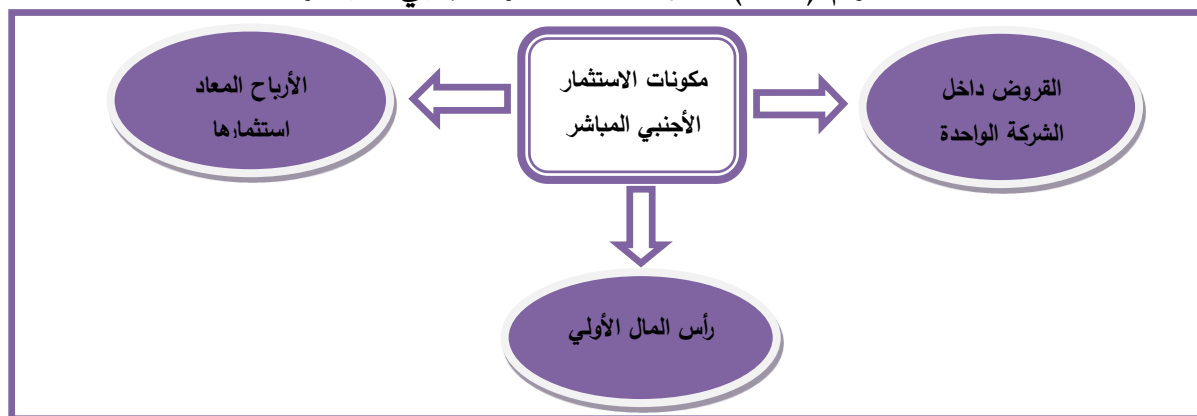 مكونات الاستثمار
الأجنبي المباشر
القروض داخل
الشركة الواحدة
الأرباح المعاد
استثمارها
رأس المال الأولي